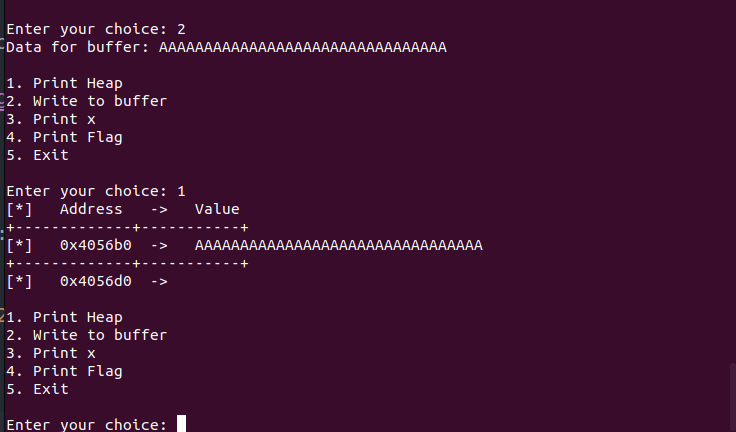 Enter your choice: 2
Data for buffer: AAAAAAAAAAAAAAAAAAAAAAAAAAAAAAAA

1. Print Heap
2. Write to buffer
3. Print x
4. Print Flag
5. Exit

Enter your choice: 1
[*]   Address   ->   Value
+-------------+-----------+
[*]   0x4056b0  ->   AAAAAAAAAAAAAAAAAAAAAAAAAAAAAAAA
+-------------+-----------+
[*]   0x4056d0  ->

1. Print Heap
2. Write to buffer
3. Print x
4. Print Flag
5. Exit

Enter your choice: